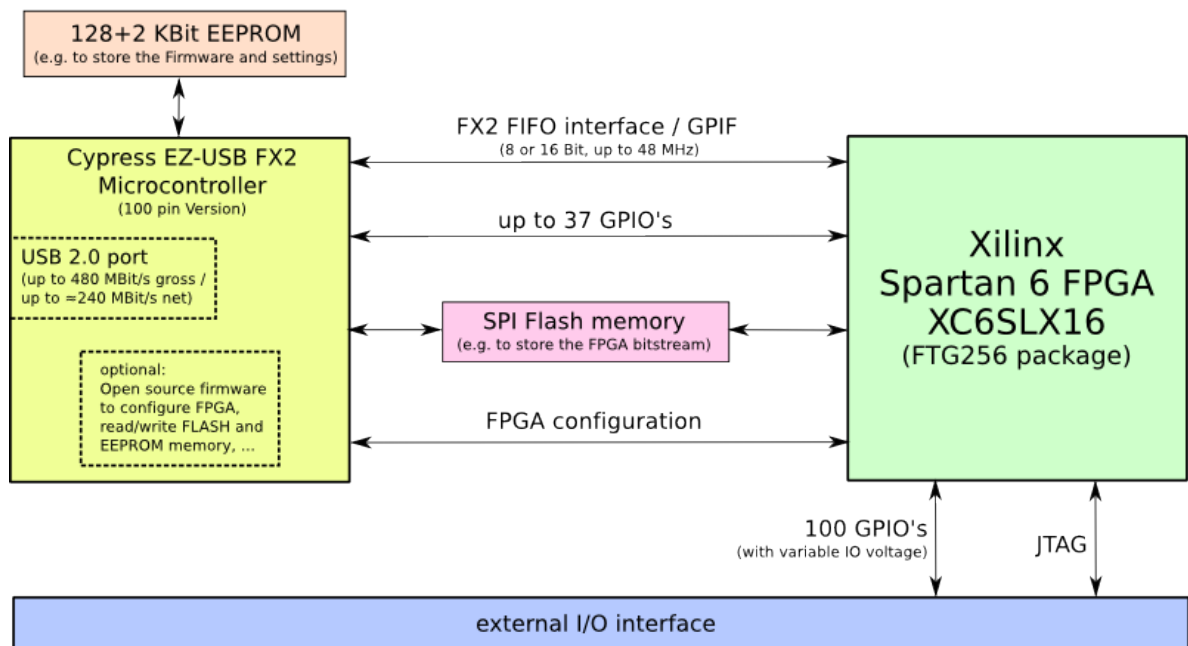 128+2 KBit EEPROM
(e.g. to store the Firmware and settings)
Cypress EZ-USB FX2
Microcontroller
(100 pin Version)
USB 2.0 port
(up to 480 MBit/s gross /
up to ≈240 MBit/s net)
optional:
Open source firmware
to configure FPGA,
read/write FLASH and
EEPROM memory, ...
FX2 FIFO interface / GPIF
(8 or 16 Bit, up to 48 MHz)
up to 37 GPIO's
SPI Flash memory
(e.g. to store the FPGA bitstream)
FPGA configuration
Xilinx
Spartan 6 FPGA
XC6SLX16
(FTG256 package)
100 GPIO's
(with variable IO voltage)
JTAG
external I/O interface